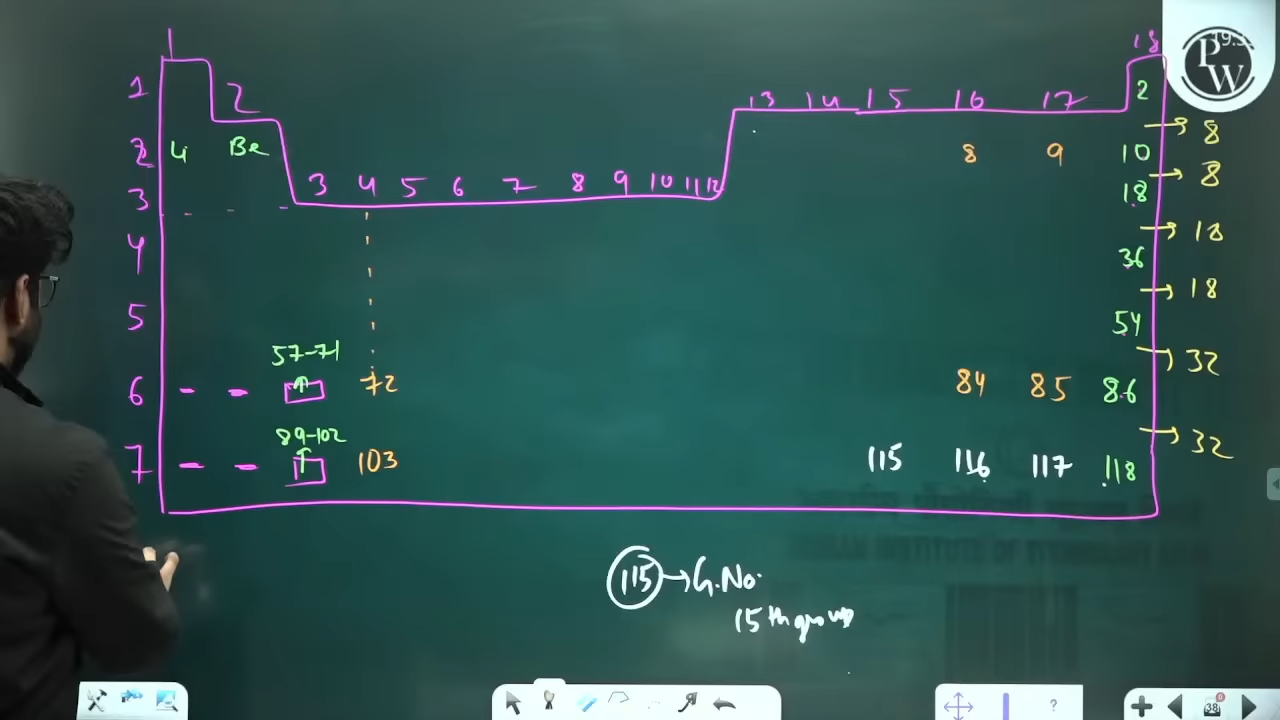 1 18
1 2 13 14 15 16 17 2
2 Li Be 8 9 10
8
8
3 3 4 5 6 7 8 9 10 11 12 18
18
4 36
18
5 54
57-71
32
6 72 84 85 86
89-102
32
7 103 115 116 117 118
115 → G.No.
15th group
PW
38